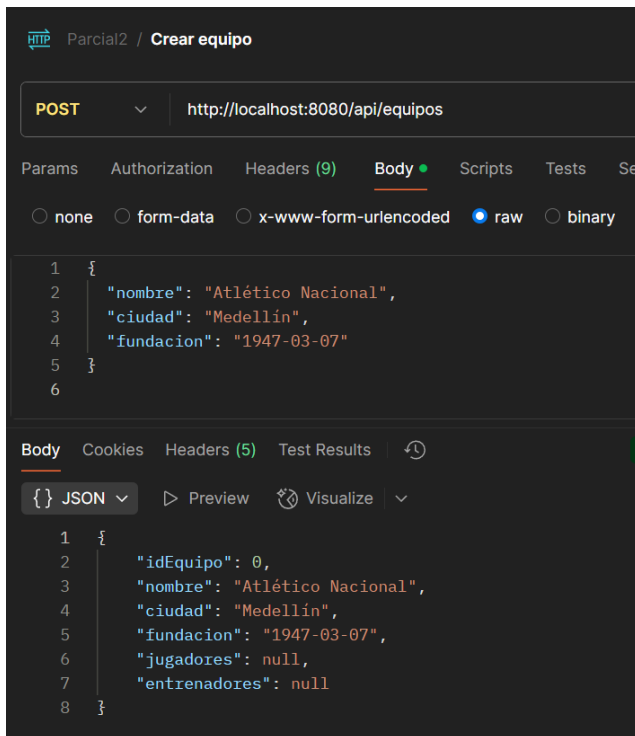 HTTP Parcial2 / Crear equipo
POST http://localhost:8080/api/equipos
Params Authorization Headers (9) Body Scripts Tests Se
none form-data x-www-form-urlencoded raw binary
1 {
2 "nombre": "Atlético Nacional",
3 "ciudad": "Medellín",
4 "fundacion": "1947-03-07"
5 }
6
Body Cookies Headers (5) Test Results
{} JSON Preview Visualize
1 {
2 "idEquipo": 0,
3 "nombre": "Atlético Nacional",
4 "ciudad": "Medellín",
5 "fundacion": "1947-03-07",
6 "jugadores": null,
7 "entrenadores": null
8 }